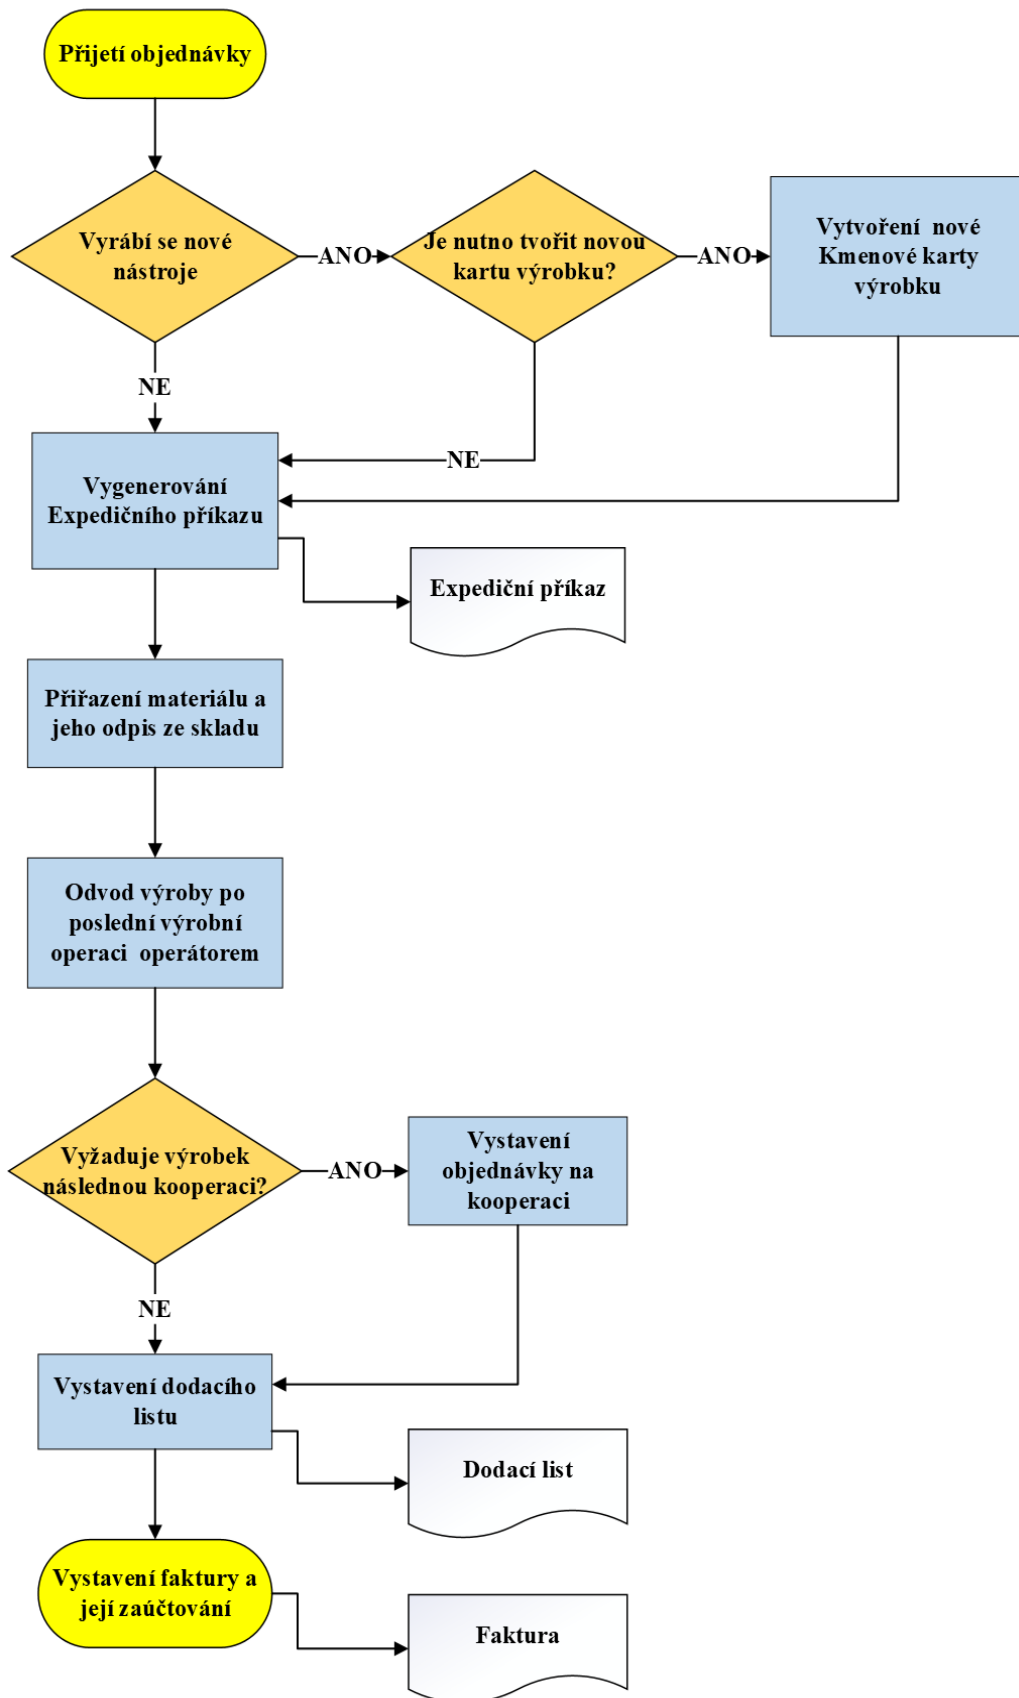 Přijetí objednávky
Vyrábí se nové
nástroje
ANO
Je nutno tvořit novou
kartu výrobku?
ANO
Vytvoření  nové
Kmenové karty
výrobku
NE
NE
Vygenerování
Expedičního příkazu
Expediční příkaz
Přiřazení materiálu a
jeho odpis ze skladu
Odvod výroby po
poslední výrobní
operaci  operátorem
Vyžaduje výrobek
následnou kooperaci?
ANO
Vystavení
objednávky na
kooperaci
NE
Vystavení dodacího
listu
Dodací list
Vystavení faktury a
její zaúčtování
Faktura